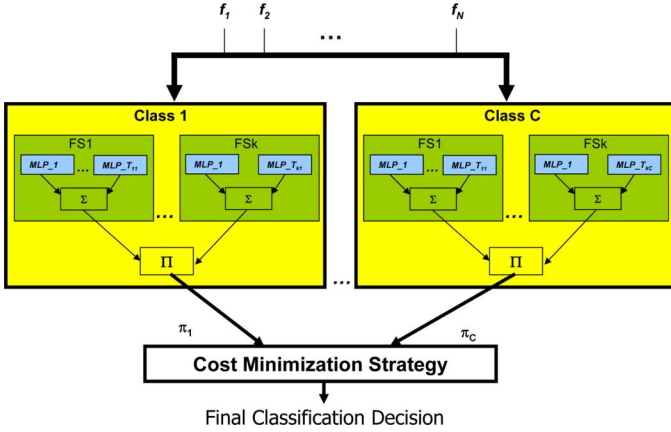 f1 f2 ... fN
Class 1 Class C
FS1 FSk FS1 FSk
MLP_1 ... MLP_T11 MLP_1 MLP_Tk1 MLP_1 ... MLP_T11 MLP_1 MLP_TkC
Σ ... Σ Σ ... Σ
Π ... Π
π1 πC
Cost Minimization Strategy
Final Classification Decision